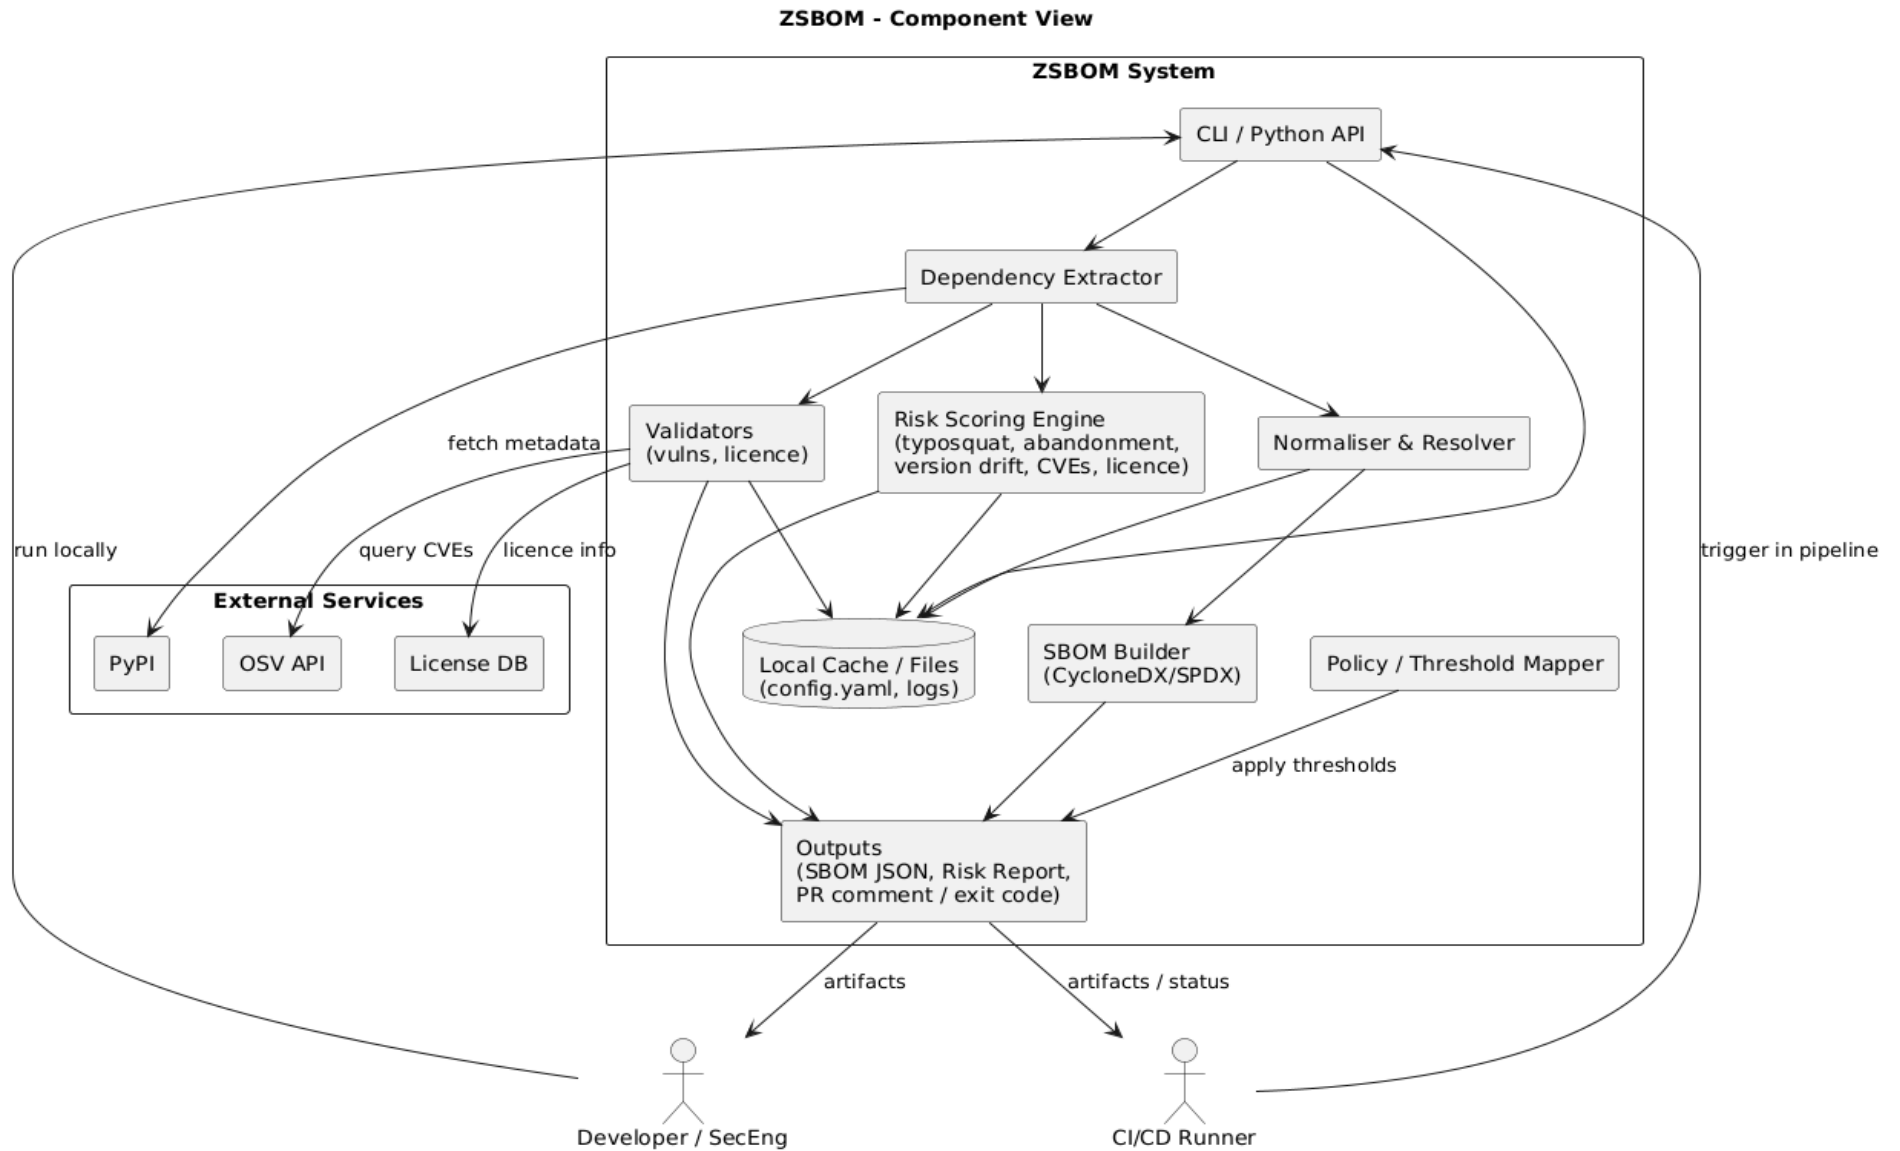 ZSBOM - Component View
ZSBOM System
CLI / Python API
Dependency Extractor
Validators
(vulns, licence)
Risk Scoring Engine
(typosquat, abandonment,
version drift, CVEs, licence)
Normaliser & Resolver
fetch metadata
run locally
query CVEs
licence info
trigger in pipeline
External Services
PyPI
OSV API
License DB
Local Cache / Files
(config.yaml, logs)
SBOM Builder
(CycloneDX/SPDX)
Policy / Threshold Mapper
apply thresholds
Outputs
(SBOM JSON, Risk Report,
PR comment / exit code)
artifacts
artifacts / status
Developer / SecEng
CI/CD Runner